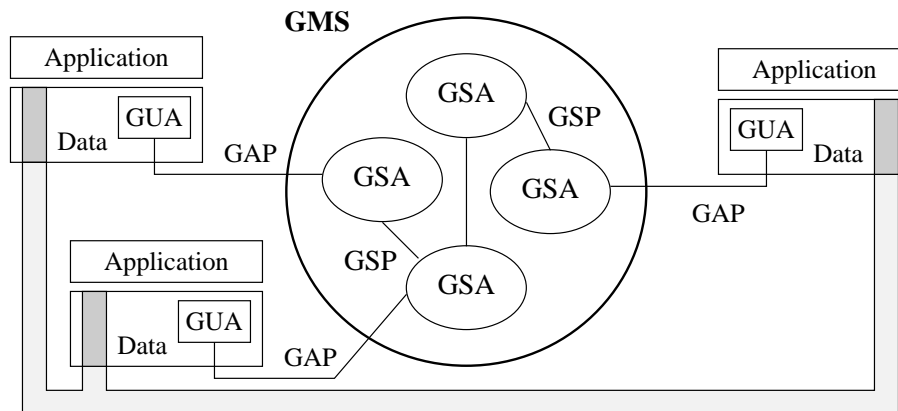 GMS
Application
GUA
Data
GAP
GSA
GSP
GSA
GSA
Application
GUA
Data
GAP
GSP
GSA
Application
GUA
Data
GAP